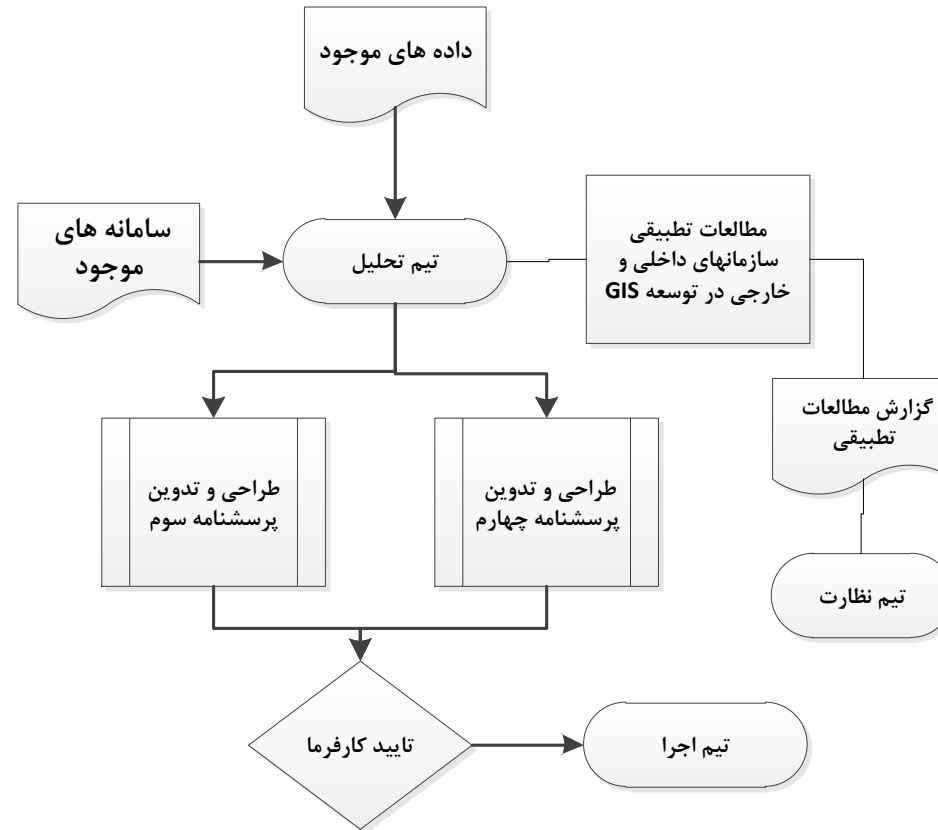 داده های موجود
سامانه های
موجود
تیم تحلیل
مطالعات تطبیقی
سازمانهای داخلی و
خارجی در توسعه GIS
گزارش مطالعات
تطبیقی
تیم نظارت
طراحی و تدوین
پرسشنامه سوم
طراحی و تدوین
پرسشنامه چهارم
تایید کارفرما
تیم اجرا